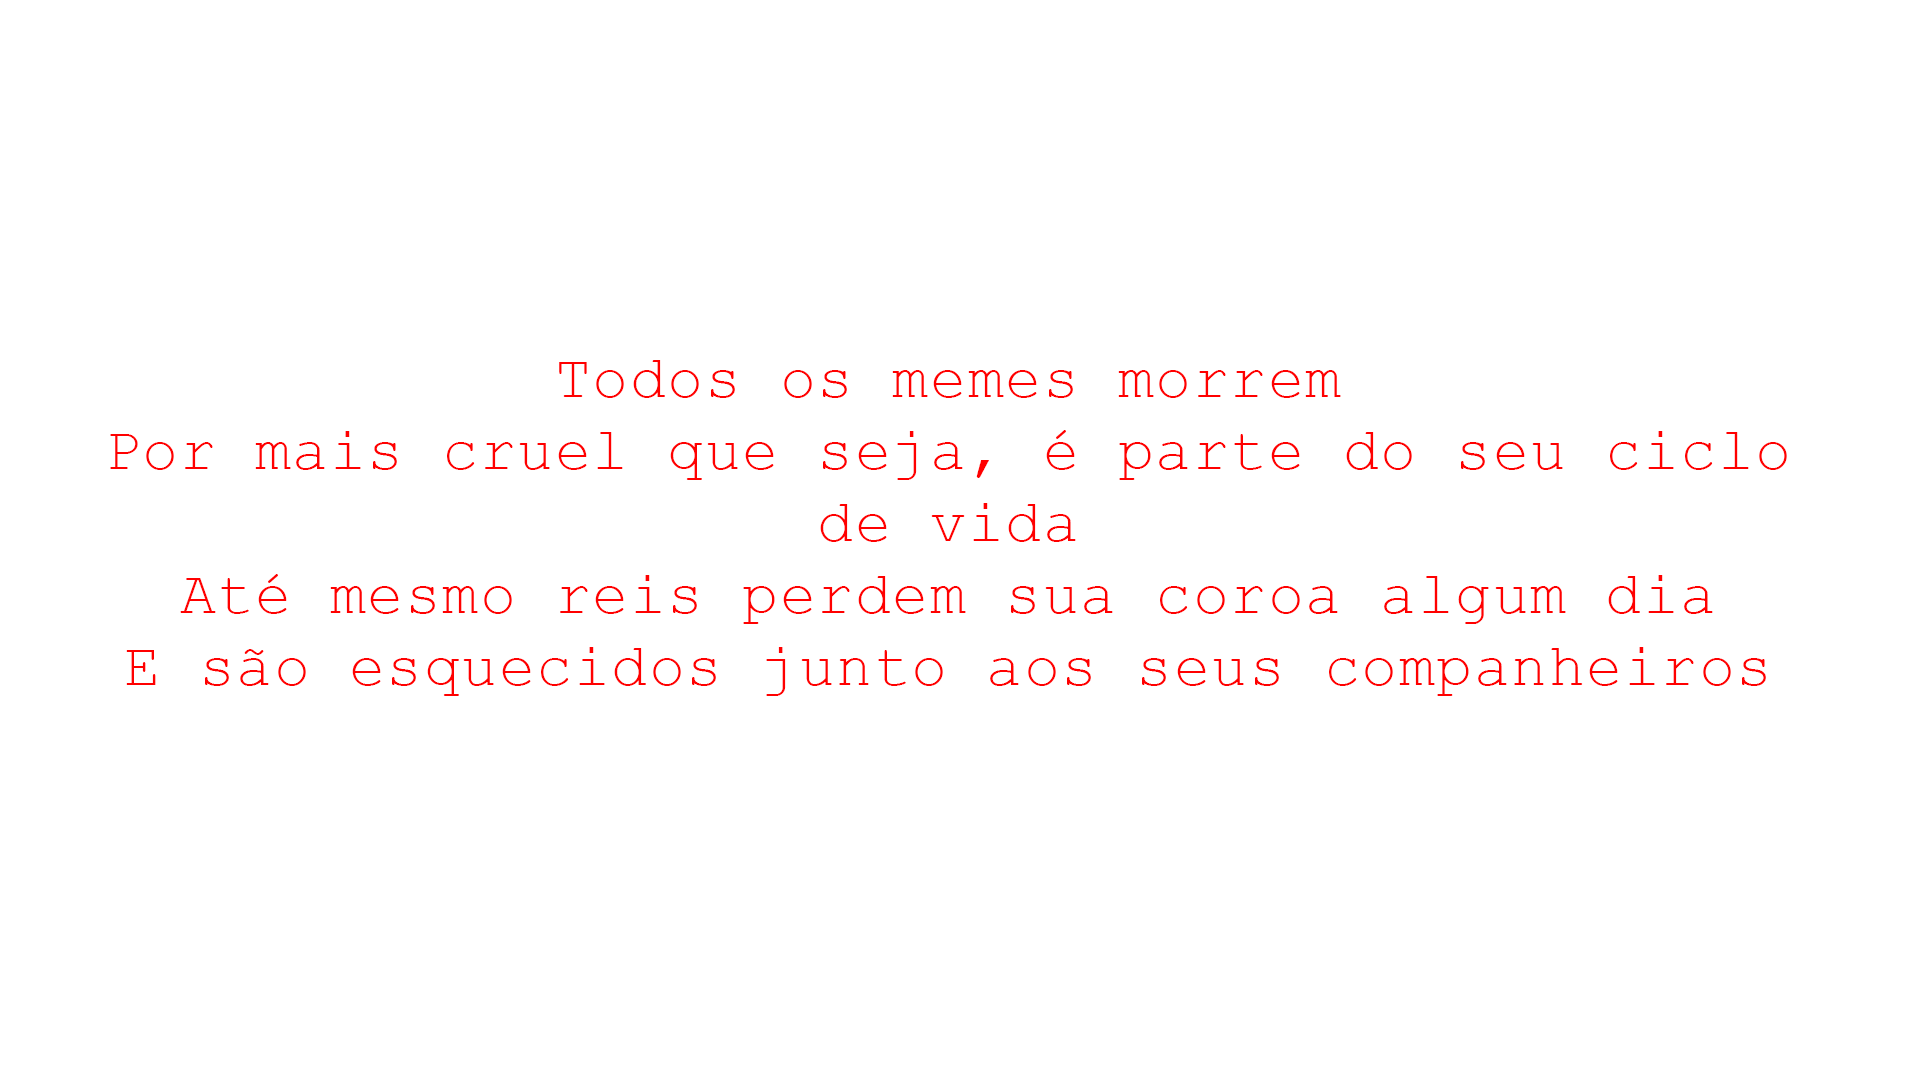 Todos os memes morrem
Por mais cruel que seja, é parte do seu ciclo
de vida
Até mesmo reis perdem sua coroa algum dia
E são esquecidos junto aos seus companheiros